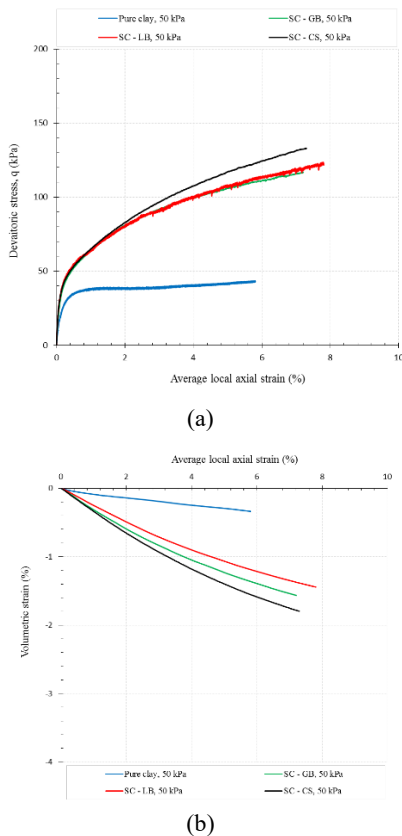 Pure clay, 50 kPa SC - GB, 50 kPa
SC - LB, 50 kPa SC - CS, 50 kPa
200
150
100
50
0
Devaitoric stress, q (kPa)
0 2 4 6 8 10
Average local axial strain (%)
(a)
Average local axial strain (%)
0 2 4 6 8 10
0
-1
-2
-3
-4
Volumetric strain (%)
Pure clay, 50 kPa SC - GB, 50 kPa
SC - LB, 50 kPa SC - CS, 50 kPa
(b)